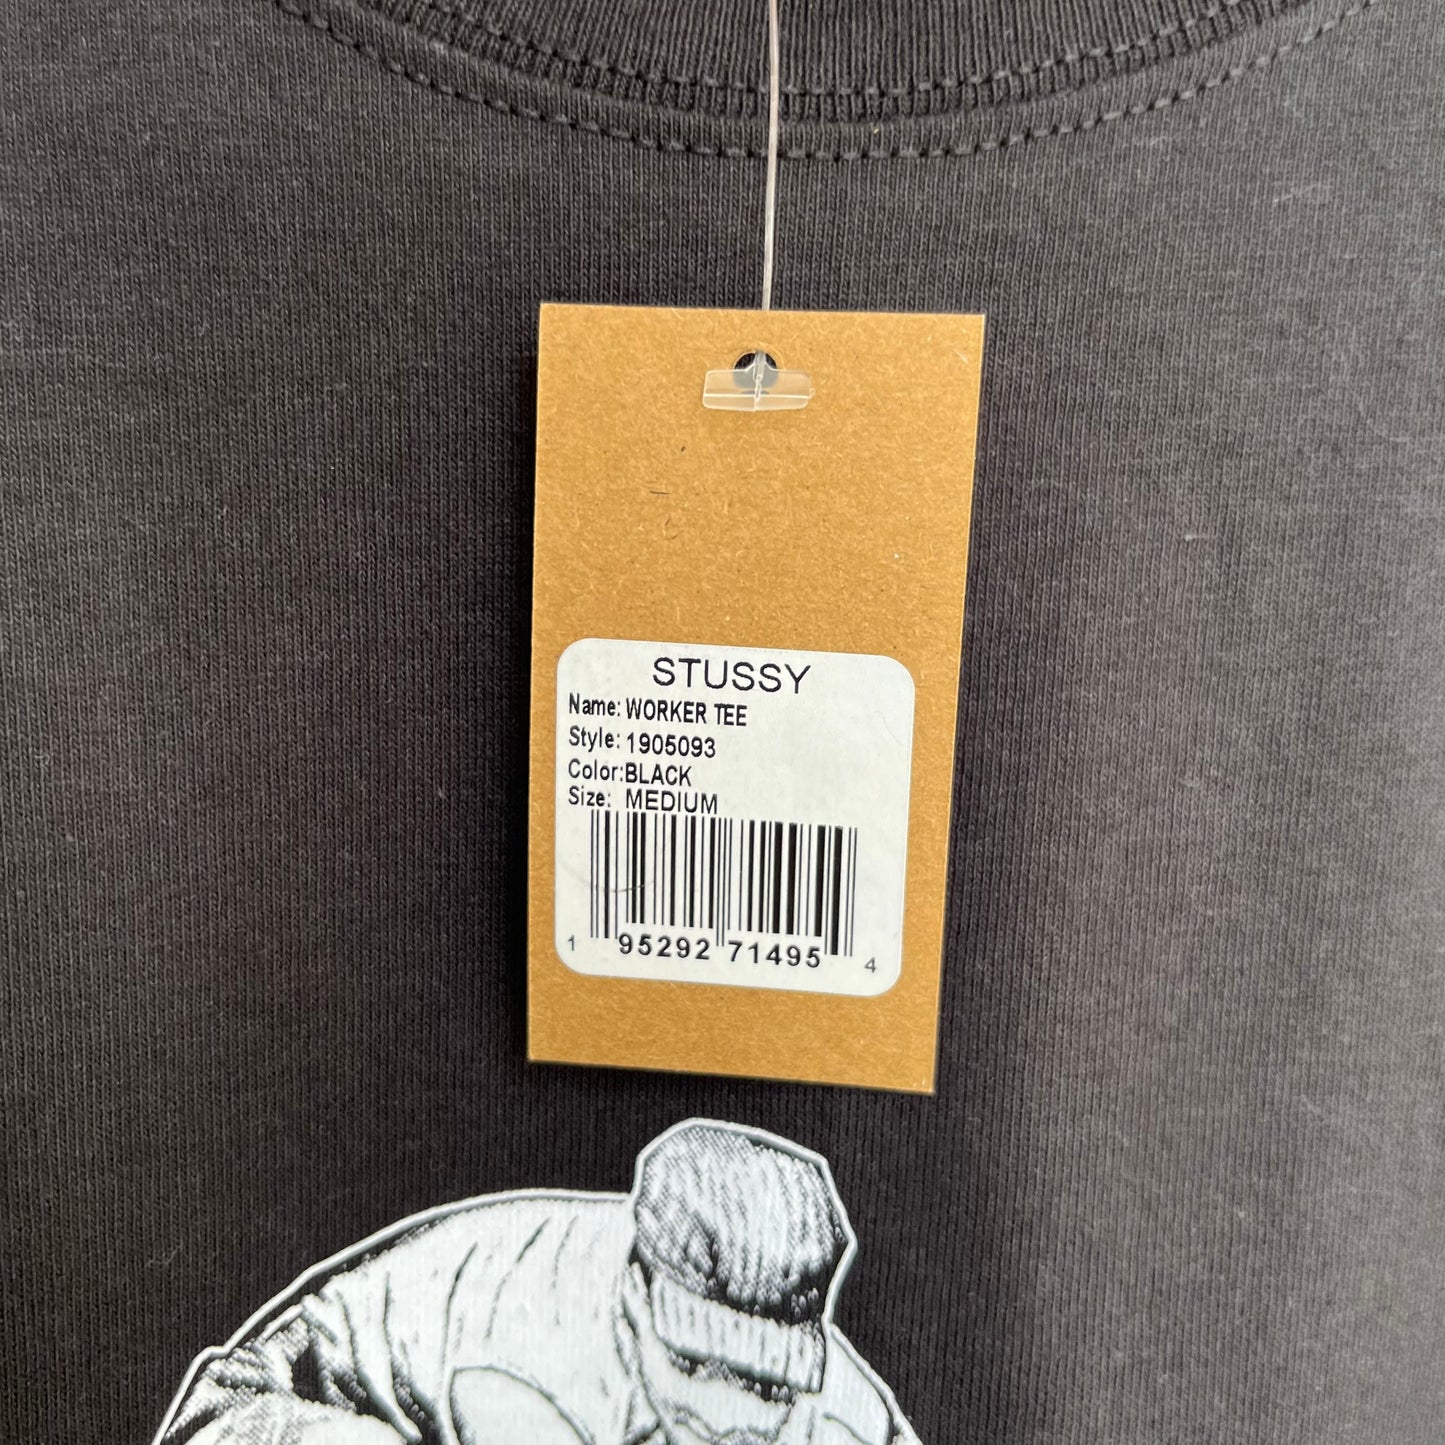 STUSSY
Name: WORKER TEE
Style: 1905093
Color:BLACK
Size: MEDIUM
1 95292 71495 4